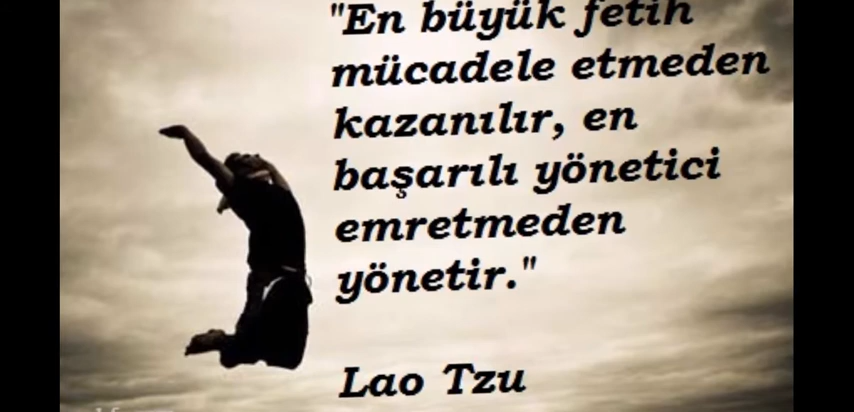 "En büyük fetih
mücadele etmeden
kazanılır, en
başarılı yönetici
emretmeden
yönetir."
Lao Tzu